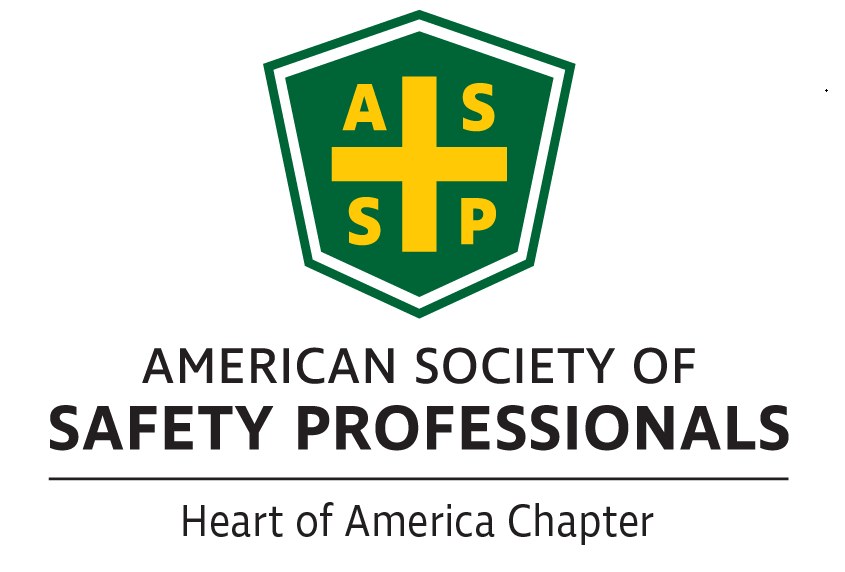 A S
S P
AMERICAN SOCIETY OF
SAFETY PROFESSIONALS
Heart of America Chapter